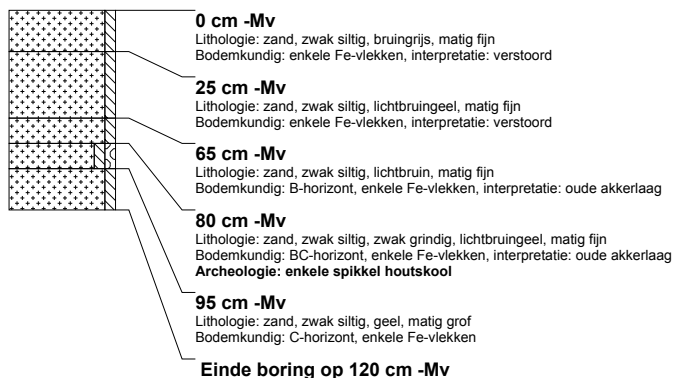 0 cm -Mv
Lithologie: zand, zwak siltig, bruingrijs, matig fijn
Bodemkundig: enkele Fe-vlekken, interpretatie: verstoord
25 cm -Mv
Lithologie: zand, zwak siltig, lichtbruingeel, matig fijn
Bodemkundig: enkele Fe-vlekken, interpretatie: verstoord
65 cm -Mv
Lithologie: zand, zwak siltig, lichtbruin, matig fijn
Bodemkundig: B-horizont, enkele Fe-vlekken, interpretatie: oude akkerlaag
80 cm -Mv
Lithologie: zand, zwak siltig, zwak grindig, lichtbruingeel, matig fijn
Bodemkundig: BC-horizont, enkele Fe-vlekken, interpretatie: oude akkerlaag
Archeologie: enkele spikkel houtskool
95 cm -Mv
Lithologie: zand, zwak siltig, geel, matig grof
Bodemkundig: C-horizont, enkele Fe-vlekken
Einde boring op 120 cm -Mv